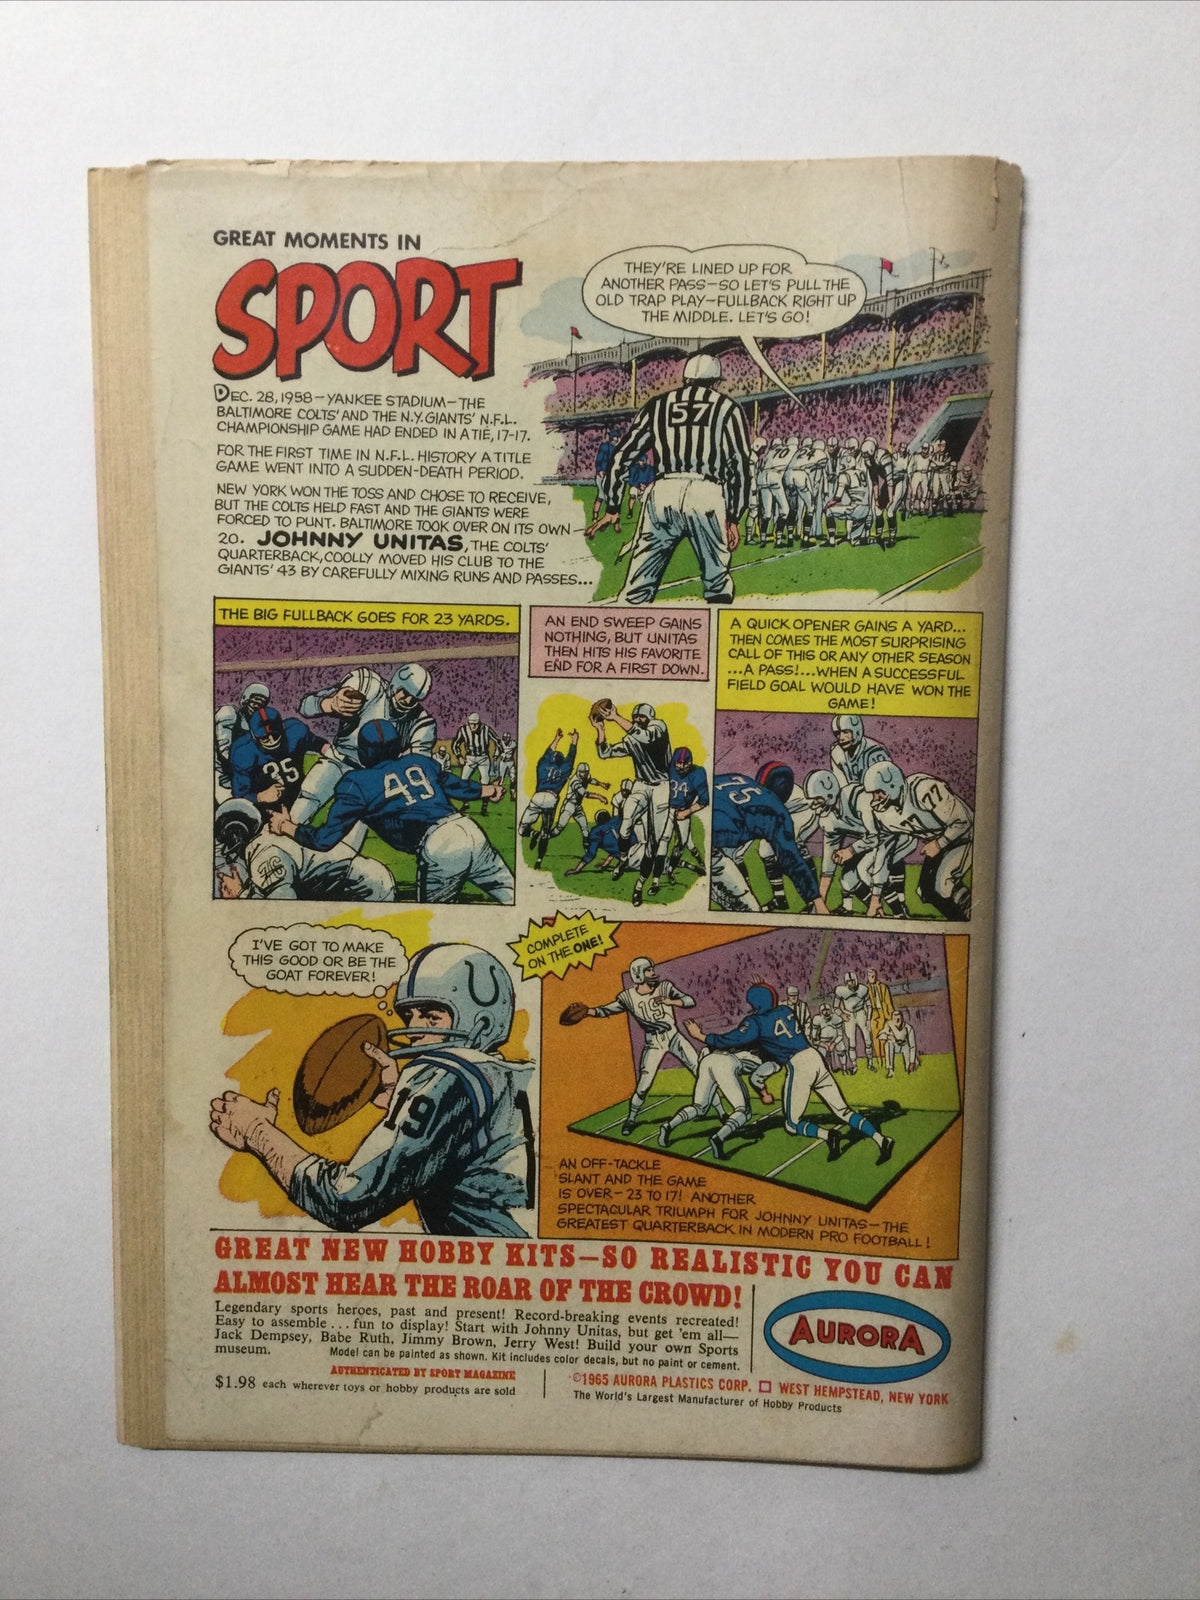 GREAT MOMENTS IN
SPORT
DEC. 28, 1958—YANKEE STADIUM—THE
BALTIMORE COLTS' AND THE N.Y. GIANTS' N.F.L.
CHAMPIONSHIP GAME HAD ENDED IN A TIE, 17-17.
FOR THE FIRST TIME IN N.F.L. HISTORY A TITLE
GAME WENT INTO A SUDDEN-DEATH PERIOD.
NEW YORK WON THE TOSS AND CHOSE TO RECEIVE,
BUT THE COLTS HELD FAST AND THE GIANTS WERE
FORCED TO PUNT. BALTIMORE TOOK OVER ON ITS OWN
20. JOHNNY UNITAS, THE COLTS'
QUARTERBACK, COOLLY MOVED HIS CLUB TO THE
GIANTS' 43 BY CAREFULLY MIXING RUNS AND PASSES...
THEY'RE LINED UP FOR
ANOTHER PASS—SO LET'S PULL THE
OLD TRAP PLAY—FULLBACK RIGHT UP
THE MIDDLE. LET'S GO!
57
70 24
THE BIG FULLBACK GOES FOR 23 YARDS.
35
49
76
AN END SWEEP GAINS
NOTHING, BUT UNITAS
THEN HITS HIS FAVORITE
END FOR A FIRST DOWN.
34
A QUICK OPENER GAINS A YARD...
THEN COMES THE MOST SURPRISING
CALL OF THIS OR ANY OTHER SEASON
...A PASS!...WHEN A SUCCESSFUL
FIELD GOAL WOULD HAVE WON THE
GAME!
75
77
I'VE GOT TO MAKE
THIS GOOD OR BE THE
GOAT FOREVER!
19
COMPLETE
ON THE ONE!
19
42
AN OFF-TACKLE
SLANT AND THE GAME
IS OVER—23 TO 17! ANOTHER
SPECTACULAR TRIUMPH FOR JOHNNY UNITAS—THE
GREATEST QUARTERBACK IN MODERN PRO FOOTBALL!
GREAT NEW HOBBY KITS—SO REALISTIC YOU CAN
ALMOST HEAR THE ROAR OF THE CROWD!
Legendary sports heroes, past and present! Record-breaking events recreated!
Easy to assemble . . . fun to display! Start with Johnny Unitas, but get 'em all—
Jack Dempsey, Babe Ruth, Jimmy Brown, Jerry West! Build your own Sports
museum. Model can be painted as shown. Kit includes color decals, but no paint or cement.
AUTHENTICATED BY SPORT MAGAZINE
$1.98 each wherever toys or hobby products are sold
AURORA
©1965 AURORA PLASTICS CORP. □ WEST HEMPSTEAD, NEW YORK
The World's Largest Manufacturer of Hobby Products